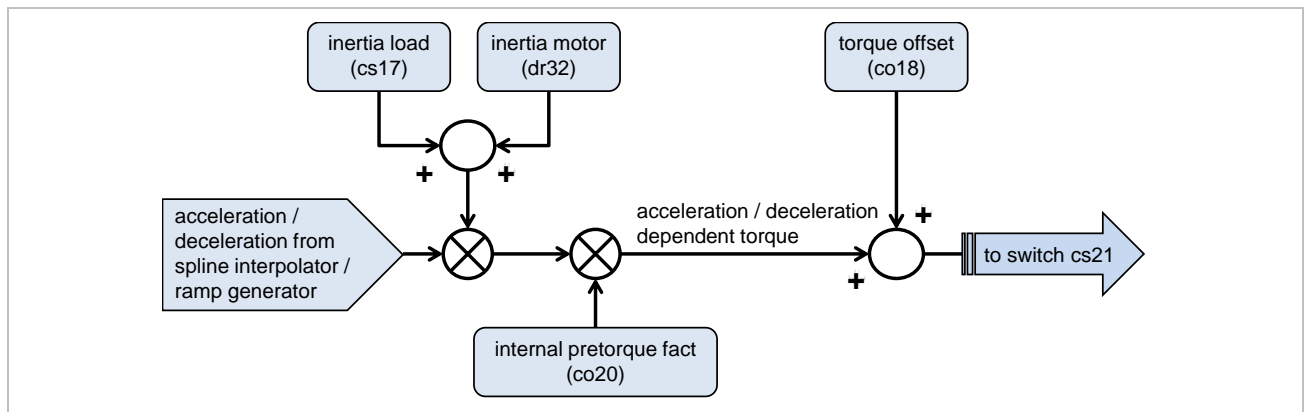 inertia load
(cs17)
inertia motor
(dr32)
torque offset
(co18)
+
+
+
acceleration /
deceleration from
spline interpolator /
ramp generator
acceleration / deceleration
dependent torque
+
to switch cs21
internal pretorque fact
(co20)